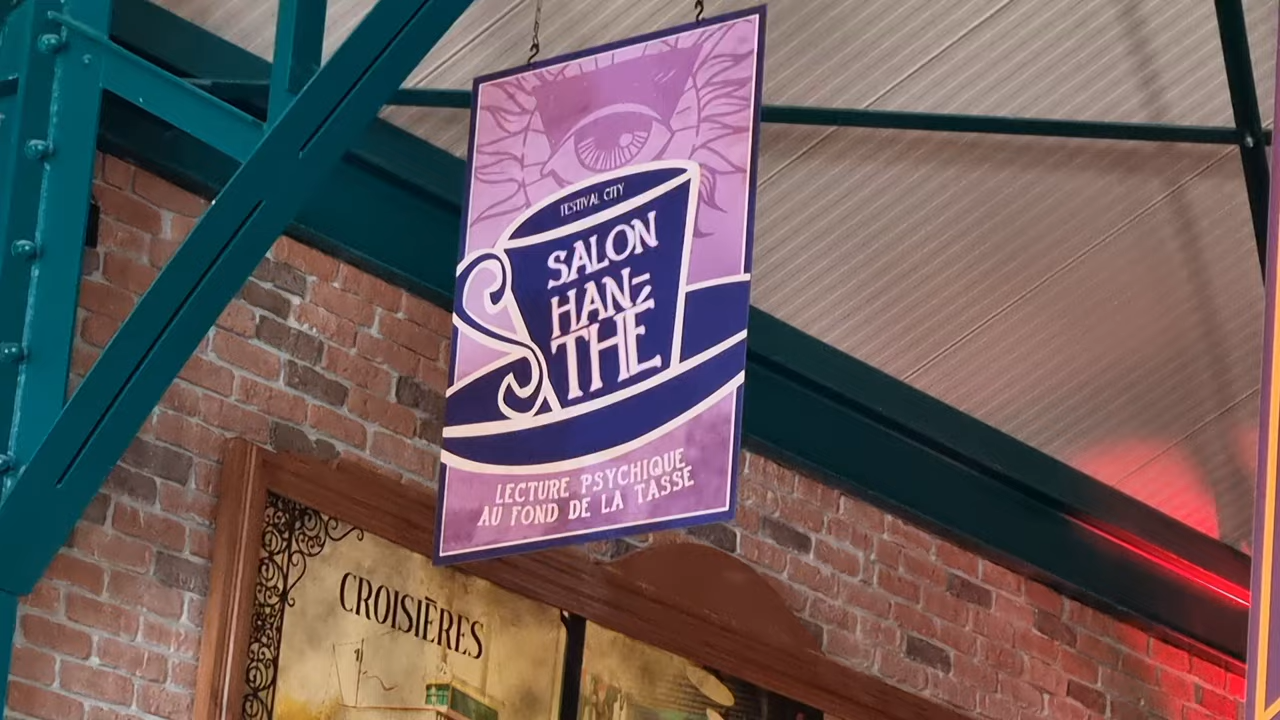 FESTIVAL CITY
SALON
HAN-
THÉ
LECTURE PSYCHIQUE
AU FOND DE LA TASSE
CROISIÈRES